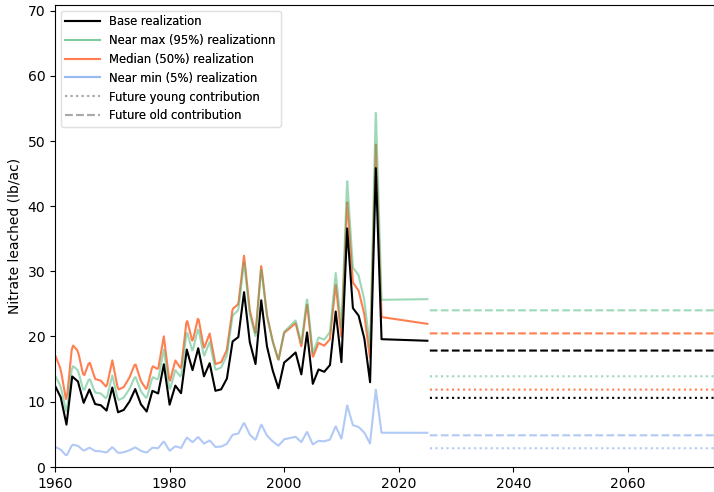 70
60
50
40
30
20
10
0
Nitrate leached (lb/ac)
Base realization
Near max (95%) realizationn
Median (50%) realization
Near min (5%) realization
Future young contribution
Future old contribution
1960 1980 2000 2020 2040 2060